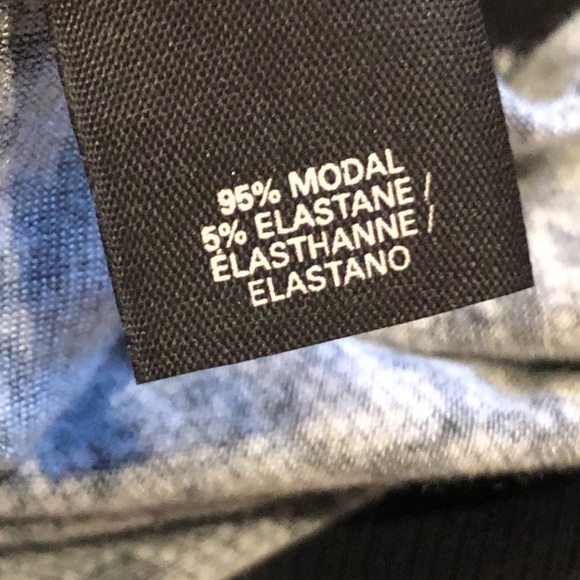 95% MODAL
5% ELASTANE /
ÉLASTHANNE /
ELASTANO